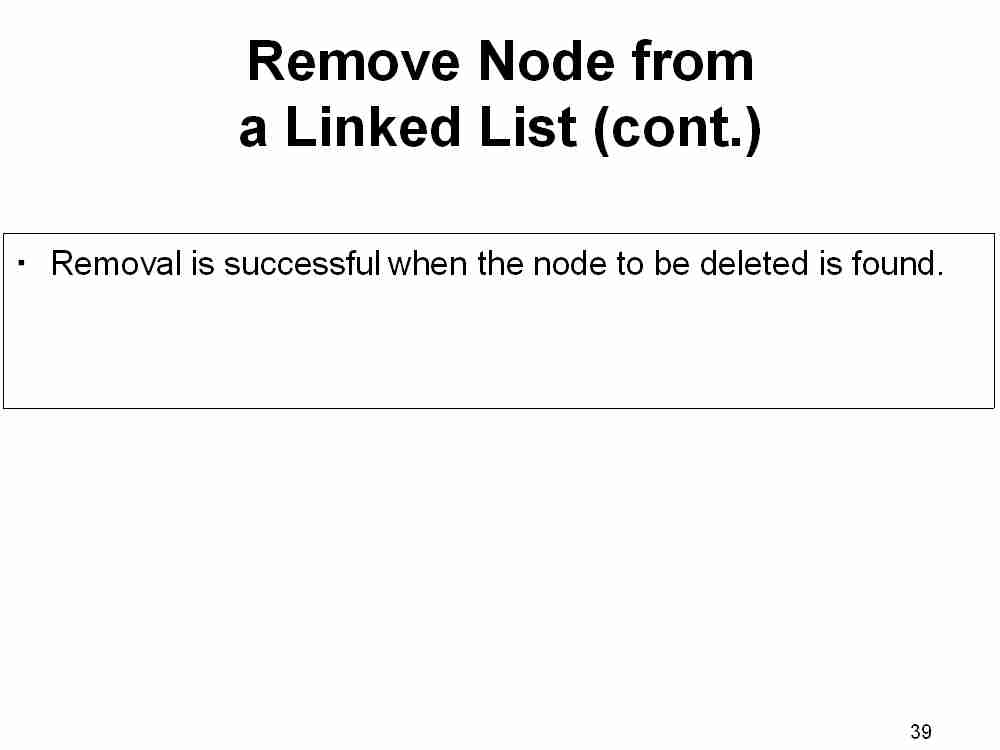 Remove Node from
a Linked List (cont.)
▪ Removal is successful when the node to be deleted is found.
39